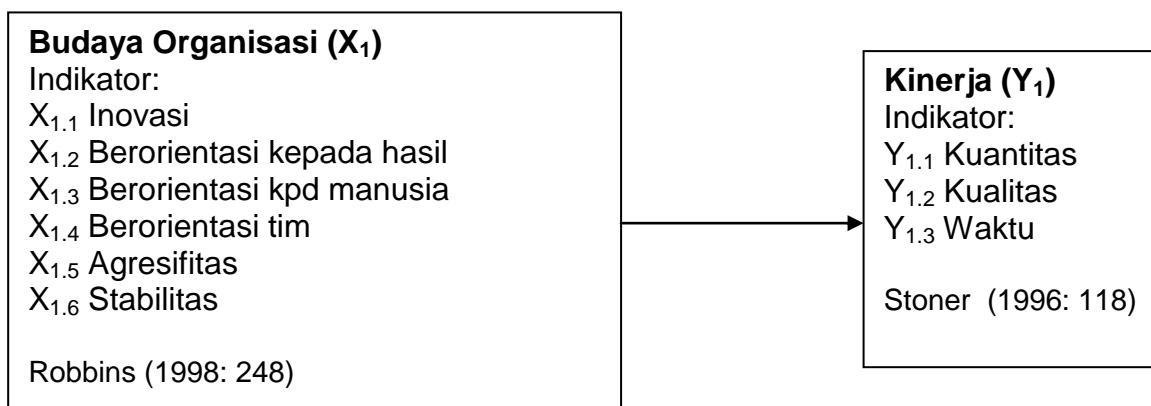 Budaya Organisasi (X₁)
Indikator:
X₁.₁ Inovasi
X₁.₂ Berorientasi kepada hasil
X₁.₃ Berorientasi kpd manusia
X₁.₄ Berorientasi tim
X₁.₅ Agresifitas
X₁.₆ Stabilitas
Robbins (1998: 248)
Kinerja (Y₁)
Indikator:
Y₁.₁ Kuantitas
Y₁.₂ Kualitas
Y₁.₃ Waktu
Stoner (1996: 118)